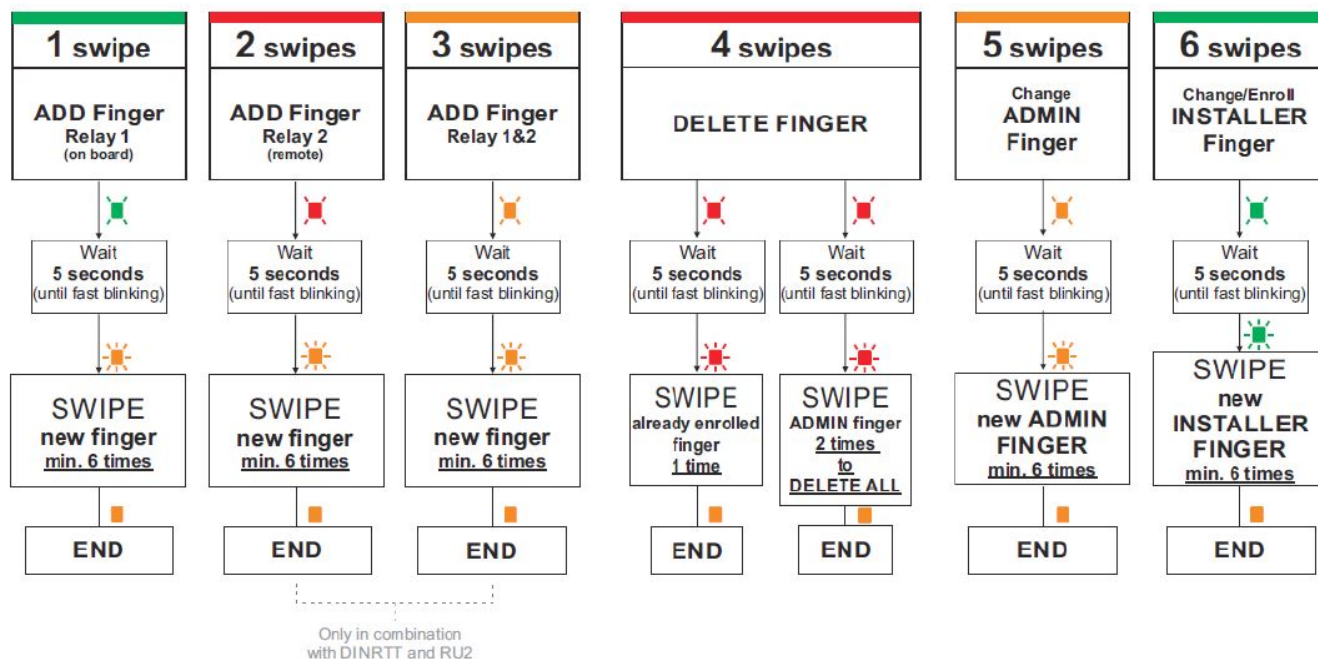 1 swipe
ADD Finger
Relay 1
(on board)
Wait
5 seconds
(until fast blinking)
SWIPE
new finger
min. 6 times
END
2 swipes
ADD Finger
Relay 2
(remote)
Wait
5 seconds
(until fast blinking)
SWIPE
new finger
min. 6 times
END
3 swipes
ADD Finger
Relay 1&2
Wait
5 seconds
(until fast blinking)
SWIPE
new finger
min. 6 times
END
Only in combination
with DINRTT and RU2
4 swipes
DELETE FINGER
Wait
5 seconds
(until fast blinking)
SWIPE
already enrolled
finger
1 time
END
Wait
5 seconds
(until fast blinking)
SWIPE
ADMIN finger
2 times
to
DELETE ALL
END
5 swipes
Change
ADMIN
Finger
Wait
5 seconds
(until fast blinking)
SWIPE
new ADMIN
FINGER
min. 6 times
END
6 swipes
Change/Enroll
INSTALLER
Finger
Wait
5 seconds
(until fast blinking)
SWIPE
new
INSTALLER
FINGER
min. 6 times
END